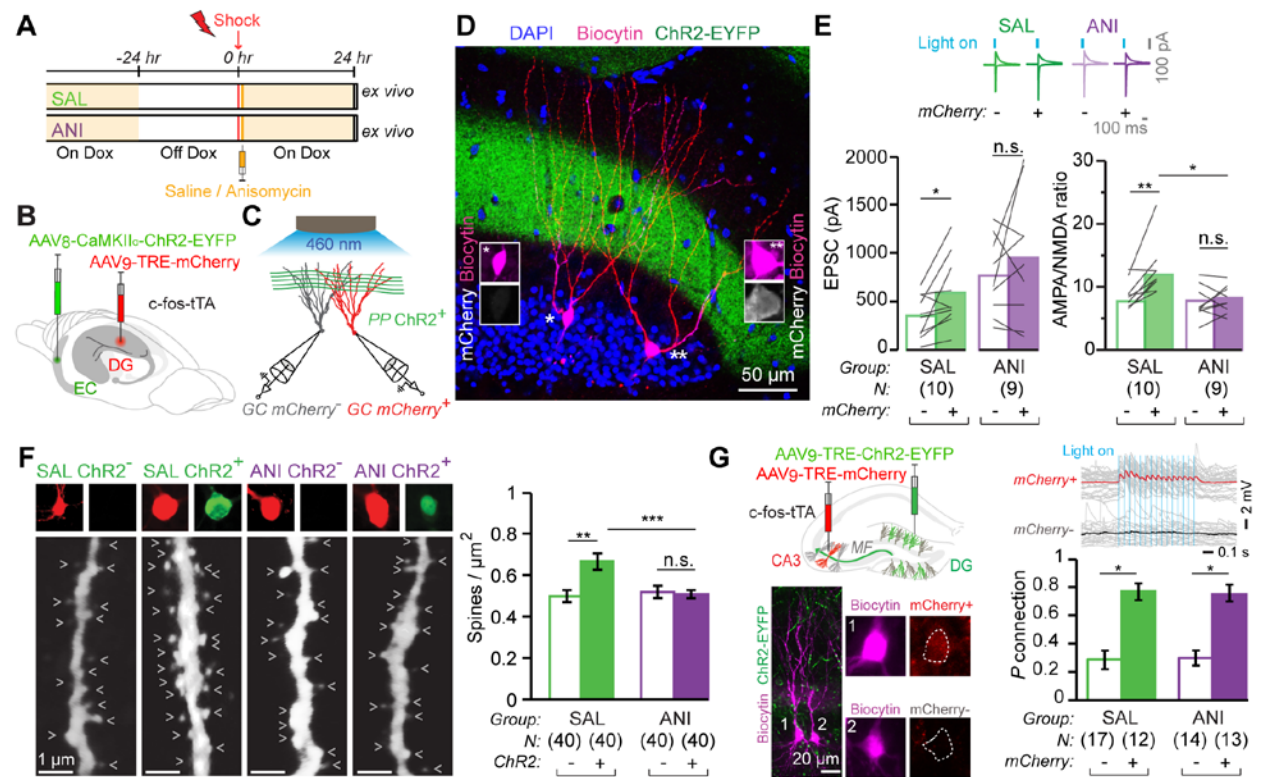 A
Shock
-24 hr
0 hr
24 hr
SAL
ex vivo
ANI
ex vivo
On Dox
Off Dox
On Dox
Saline / Anisomycin
B
AAV8-CaMKIIα-ChR2-EYFP
AAV9-TRE-mCherry
c-fos-tTA
DG
EC
C
460 nm
PP ChR2+
GC mCherry-
GC mCherry+
D
DAPI
Biocytin
ChR2-EYFP
mCherry Biocytin
*
**
*
**
mCherry Biocytin
50 µm
E
SAL
ANI
Light on
100 pA
mCherry:
- + - +
100 ms
EPSC (pA)
2000
1500
1000
500
0
*
n.s.
Group:
SAL
ANI
N:
(10)
(9)
mCherry:
- + - +
AMPA/NMDA ratio
30
20
10
0
**
*
n.s.
SAL
ANI
(10)
(9)
- + - +
F
SAL ChR2-
SAL ChR2+
ANI ChR2-
ANI ChR2+
1 µm
Spines / µm2
1
0.8
0.6
0.4
0.2
0
**
***
n.s.
Group:
SAL
ANI
N:
(40) (40) (40) (40)
ChR2:
- + - +
G
AAV9-TRE-ChR2-EYFP
AAV9-TRE-mCherry
c-fos-tTA
CA3
MF
DG
Biocytin ChR2-EYFP
1
2
20 µm
Biocytin
mCherry+
1
Biocytin
mCherry-
2
Light on
mCherry+
mCherry-
2 mV
0.1 s
P connection
0.8
0.6
0.4
0.2
0
*
*
Group:
SAL
ANI
N:
(17) (12) (14) (13)
mCherry:
- + - +